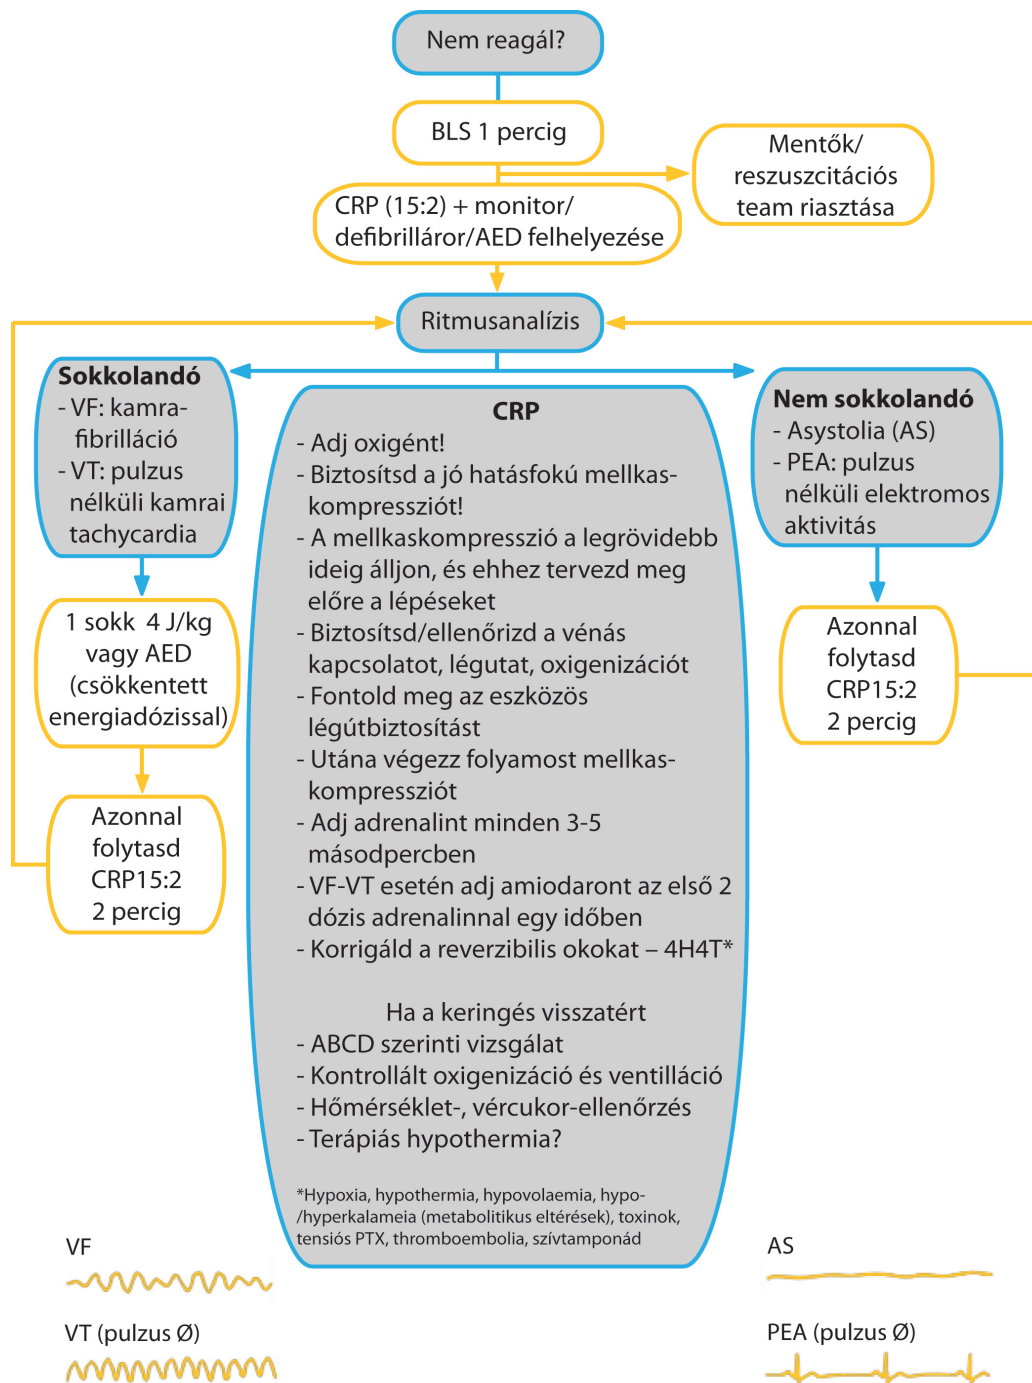 Nem reagál?
BLS 1 percig
Mentők/
reszuszcitációs
team riasztása
CRP (15:2) + monitor/
defibrilláror/AED felhelyezése
Ritmusanalízis
Sokkolandó
- VF: kamra-
fibrilláció
- VT: pulzus
nélküli kamrai
tachycardia
1 sokk 4 J/kg
vagy AED
(csökkentett
energiadózissal)
Azonnal
folytasd
CRP15:2
2 percig
CRP
- Adj oxigént!
- Biztosítsd a jó hatásfokú mellkas-
kompressziót!
- A mellkaskompresszió a legrövidebb
ideig álljon, és ehhez tervezd meg
előre a lépéseket
- Biztosítsd/ellenőrizd a vénás
kapcsolatot, légutat, oxigenizációt
- Fontold meg az eszközös
légútbiztosítást
- Utána végezz folyamost mellkas-
kompressziót
- Adj adrenalint minden 3-5
másodpercben
- VF-VT esetén adj amiodaront az első 2
dózis adrenalinnal egy időben
- Korrigáld a reverzibilis okokat – 4H4T*
Ha a keringés visszatért
- ABCD szerinti vizsgálat
- Kontrollált oxigenizáció és ventilláció
- Hőmérséklet-, vércukor-ellenőrzés
- Terápiás hypothermia?
*Hypoxia, hypothermia, hypovolaemia, hypo-
/hyperkalameia (metabolitikus eltérések), toxinok,
tensiós PTX, thromboembolia, szívtamponád
Nem sokkolandó
- Asystolia (AS)
- PEA: pulzus
nélküli elektromos
aktivitás
Azonnal
folytasd
CRP15:2
2 percig
VF
VT (pulzus Ø)
AS
PEA (pulzus Ø)